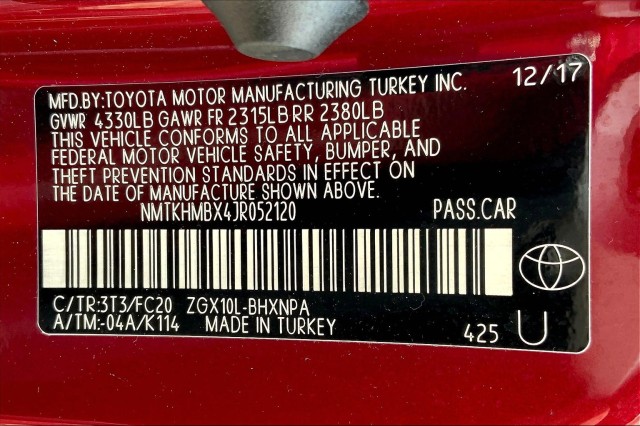 12/17
MFD.BY:TOYOTA MOTOR MANUFACTURING TURKEY INC.
GVWR 4330LB GAWR FR 2315LB RR 2380LB
THIS VEHICLE CONFORMS TO ALL APPLICABLE
FEDERAL MOTOR VEHICLE SAFETY, BUMPER, AND
THEFT PREVENTION STANDARDS IN EFFECT ON
THE DATE OF MANUFACTURE SHOWN ABOVE.
NMTKHMBX4JR052120 PASS.CAR
C/TR:3T3/FC20 ZGX10L-BHXNPA
A/TM:-04A/K114 MADE IN TURKEY 425 U